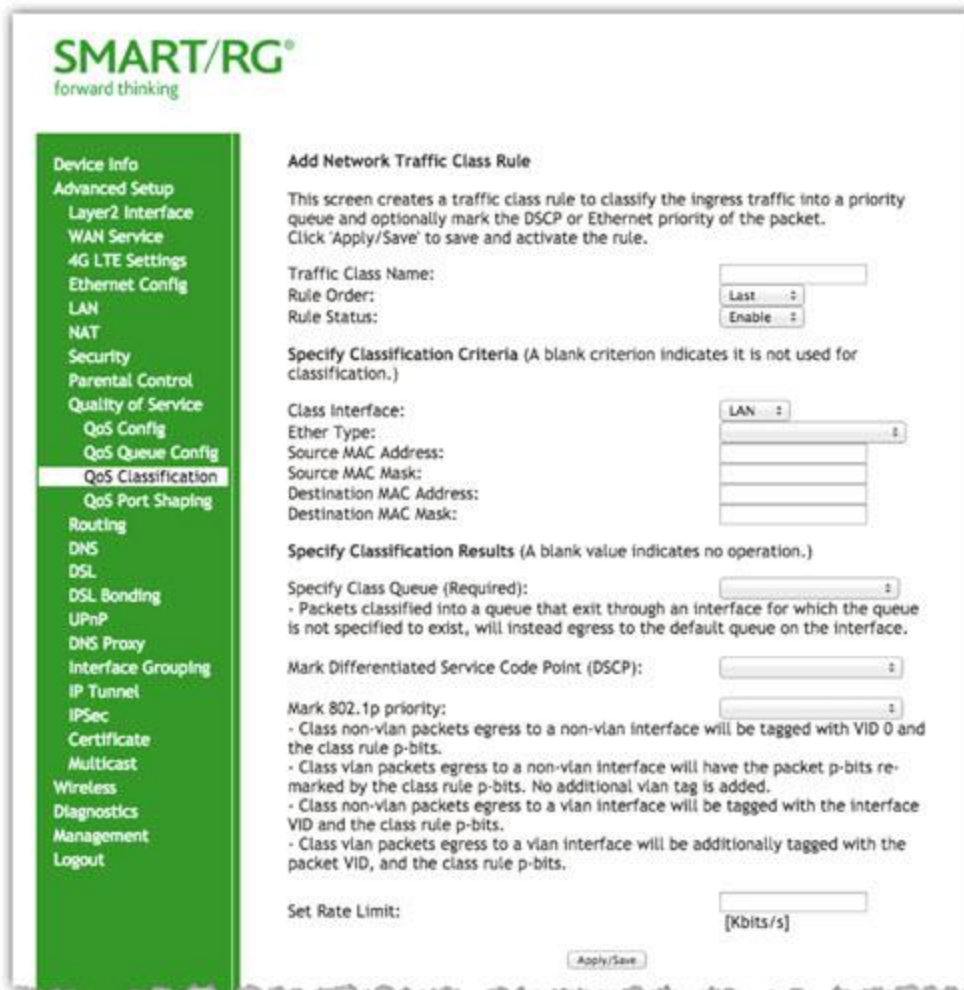 SMART/RG®
forward thinking
Device Info
Advanced Setup
Layer2 Interface
WAN Service
4G LTE Settings
Ethernet Config
LAN
NAT
Security
Parental Control
Quality of Service
QoS Config
QoS Queue Config
QoS Classification
QoS Port Shaping
Routing
DNS
DSL
DSL Bonding
UPnP
DNS Proxy
Interface Grouping
IP Tunnel
IPSec
Certificate
Multicast
Wireless
Diagnostics
Management
Logout
Add Network Traffic Class Rule
This screen creates a traffic class rule to classify the ingress traffic into a priority
queue and optionally mark the DSCP or Ethernet priority of the packet.
Click 'Apply/Save' to save and activate the rule.
Traffic Class Name:
Rule Order: Last
Rule Status: Enable
Specify Classification Criteria (A blank criterion indicates it is not used for
classification.)
Class Interface: LAN
Ether Type:
Source MAC Address:
Source MAC Mask:
Destination MAC Address:
Destination MAC Mask:
Specify Classification Results (A blank value indicates no operation.)
Specify Class Queue (Required):
- Packets classified into a queue that exit through an interface for which the queue
is not specified to exist, will instead egress to the default queue on the interface.
Mark Differentiated Service Code Point (DSCP):
Mark 802.1p priority:
- Class non-vlan packets egress to a non-vlan interface will be tagged with VID 0 and
the class rule p-bits.
- Class vlan packets egress to a non-vlan interface will have the packet p-bits re-
marked by the class rule p-bits. No additional vlan tag is added.
- Class non-vlan packets egress to a vlan interface will be tagged with the interface
VID and the class rule p-bits.
- Class vlan packets egress to a vlan interface will be additionally tagged with the
packet VID, and the class rule p-bits.
Set Rate Limit:
[Kbits/s]
Apply/Save